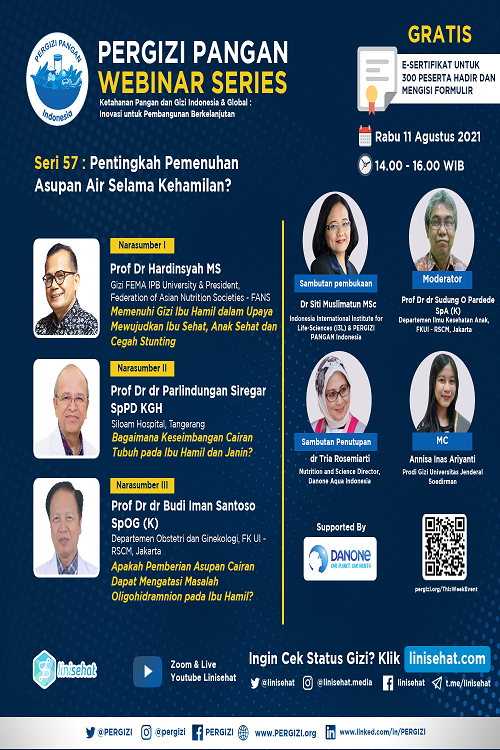 PERGIZI PANGAN
Indonesia
PERGIZI PANGAN
WEBINAR SERIES
Ketahanan Pangan dan Gizi Indonesia & Global :
Inovasi untuk Pembangunan Berkelanjutan
GRATIS
E-SERTIFIKAT UNTUK
300 PESERTA HADIR DAN
MENGISI FORMULIR
Rabu 11 Agustus 2021
14.00 - 16.00 WIB
Seri 57 : Pentingkah Pemenuhan
Asupan Air Selama Kehamilan?
Narasumber I
Prof Dr Hardinsyah MS
Gizi FEMA IPB University & President,
Federation of Asian Nutrition Societies - FANS
Memenuhi Gizi Ibu Hamil dalam Upaya
Mewujudkan Ibu Sehat, Anak Sehat dan
Cegah Stunting
Narasumber II
Prof Dr dr Parlindungan Siregar
SpPD KGH
Siloam Hospital, Tangerang
Bagaimana Keseimbangan Cairan
Tubuh pada Ibu Hamil dan Janin?
Narasumber III
Prof Dr dr Budi Iman Santoso
SpOG (K)
Departemen Obstetri dan Ginekologi, FK UI -
RSCM, Jakarta
Apakah Pemberian Asupan Cairan
Dapat Mengatasi Masalah
Oligohidramnion pada Ibu Hamil?
Sambutan pembukaan
Dr Siti Muslimatun MSc
Indonesia International Institute for
Life-Sciences (i3L) & PERGIZI
PANGAN Indonesia
Moderator
Prof Dr dr Sudung O Pardede
SpA (K)
Departemen Ilmu Kesehatan Anak,
FKUI - RSCM, Jakarta
Sambutan Penutupan
dr Tria Rosemiarti
Nutrition and Science Director,
Danone Aqua Indonesia
MC
Annisa Inas Ariyanti
Prodi Gizi Universitas Jenderal
Soedirman
Supported By
DANONE
ONE PLANET. ONE HEALTH
pergizi.org/ThisWeekEvent
linisehat
Zoom & Live
Youtube Linisehat
Ingin Cek Status Gizi? Klik linisehat.com
@linisehat @linisehat.media linisehat t.me/linisehat
@PERGIZI @pergizi PERGIZI www.PERGIZI.org www.linked.com/in/PERGIZI